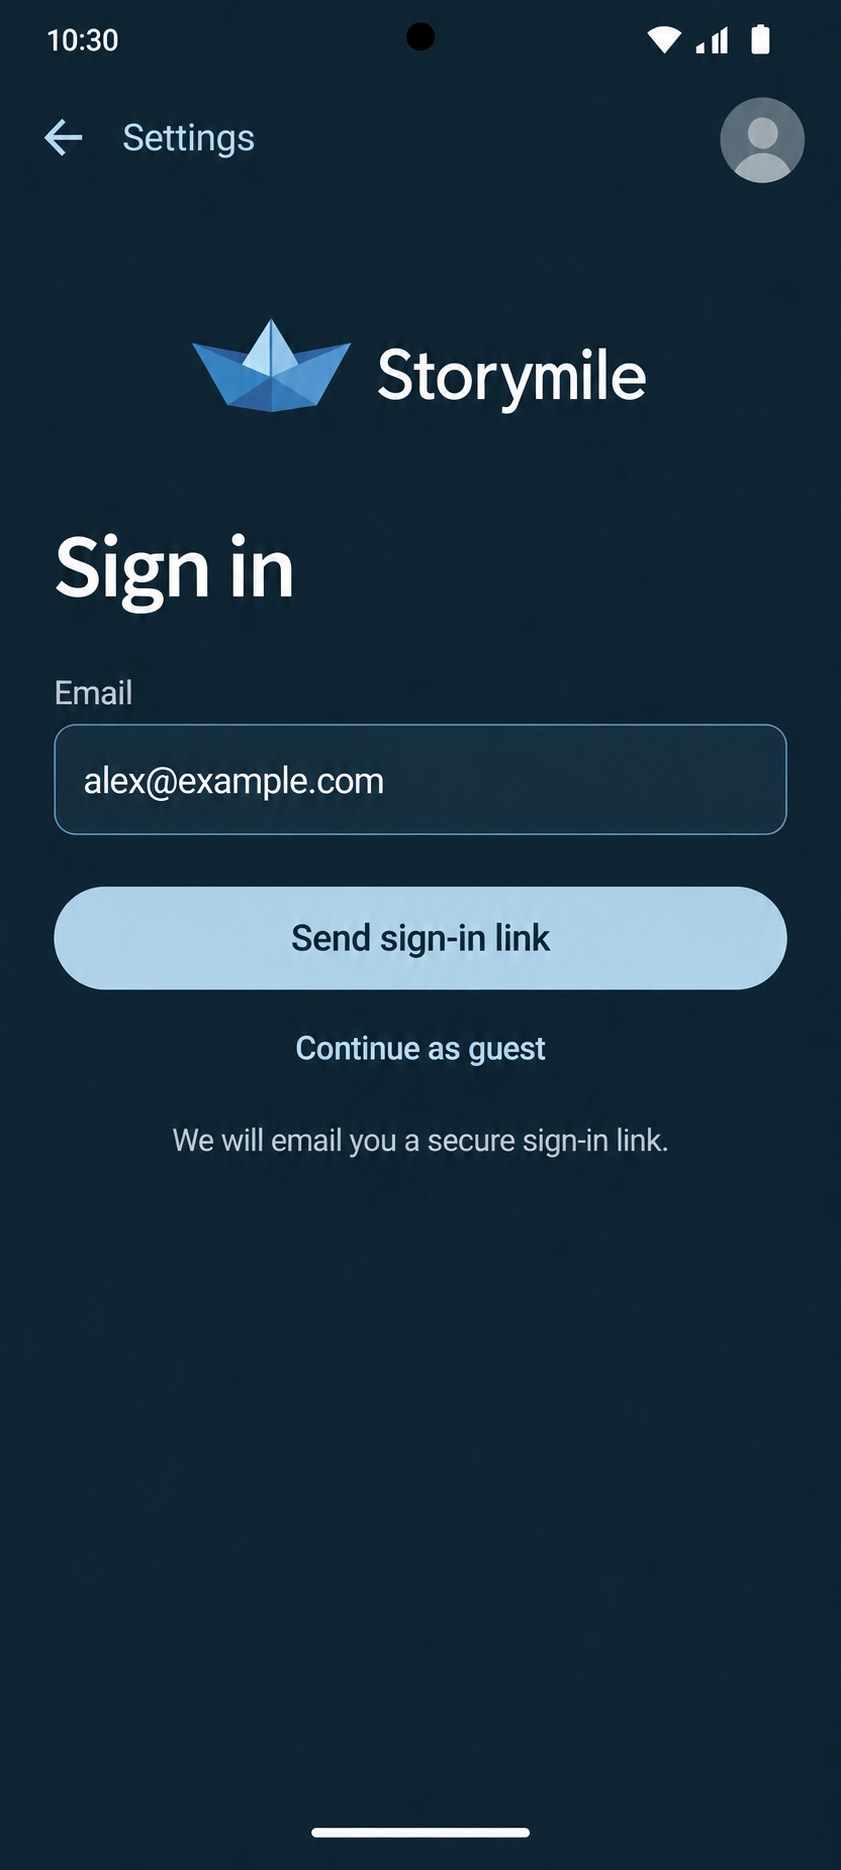 10:30
Settings
Storymile
Sign in
Email
alex@example.com
Send sign-in link
Continue as guest
We will email you a secure sign-in link.